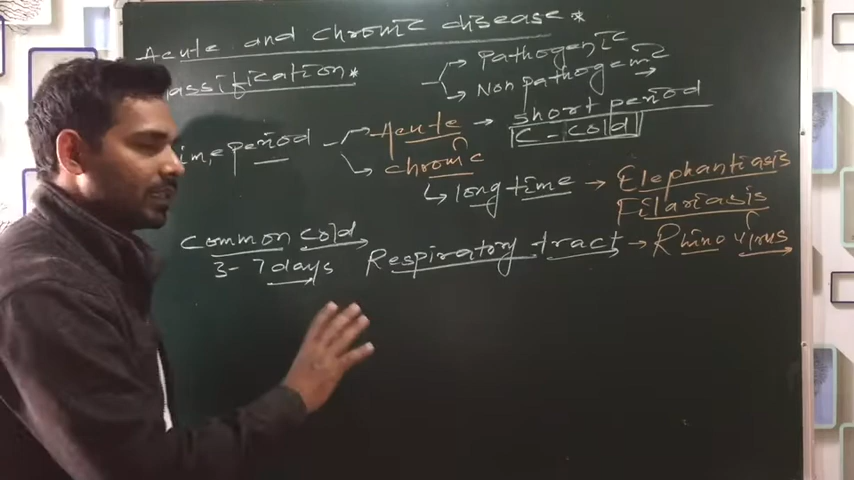 Acute and chronic disease *
classification *
→ Pathogenic
→ Non pathogenic
time period → Acute → short period
C-cold
→ chronic
↳ long time → Elephantiasis
Filariasis
common cold Respiratory tract → Rhino virus
3-7 days